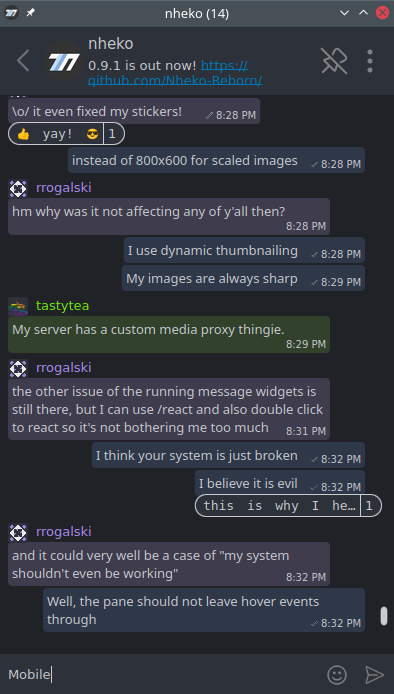 nheko (14)
nheko
0.9.1 is out now! https://
github.com/Nheko-Reborn/
\o/ it even fixed my stickers! 8:28 PM
👍 yay! 😎 1
instead of 800x600 for scaled images 8:28 PM
rrogalski
hm why was it not affecting any of y'all then?
8:28 PM
I use dynamic thumbnailing 8:28 PM
My images are always sharp 8:29 PM
tastytea
My server has a custom media proxy thingie.
8:29 PM
rrogalski
the other issue of the running message widgets is
still there, but I can use /react and also double click
to react so it's not bothering me too much 8:31 PM
I think your system is just broken 8:32 PM
I believe it is evil 8:32 PM
this is why I he… 1
rrogalski
and it could very well be a case of "my system
shouldn't even be working" 8:32 PM
Well, the pane should not leave hover events
through 8:32 PM
Mobile